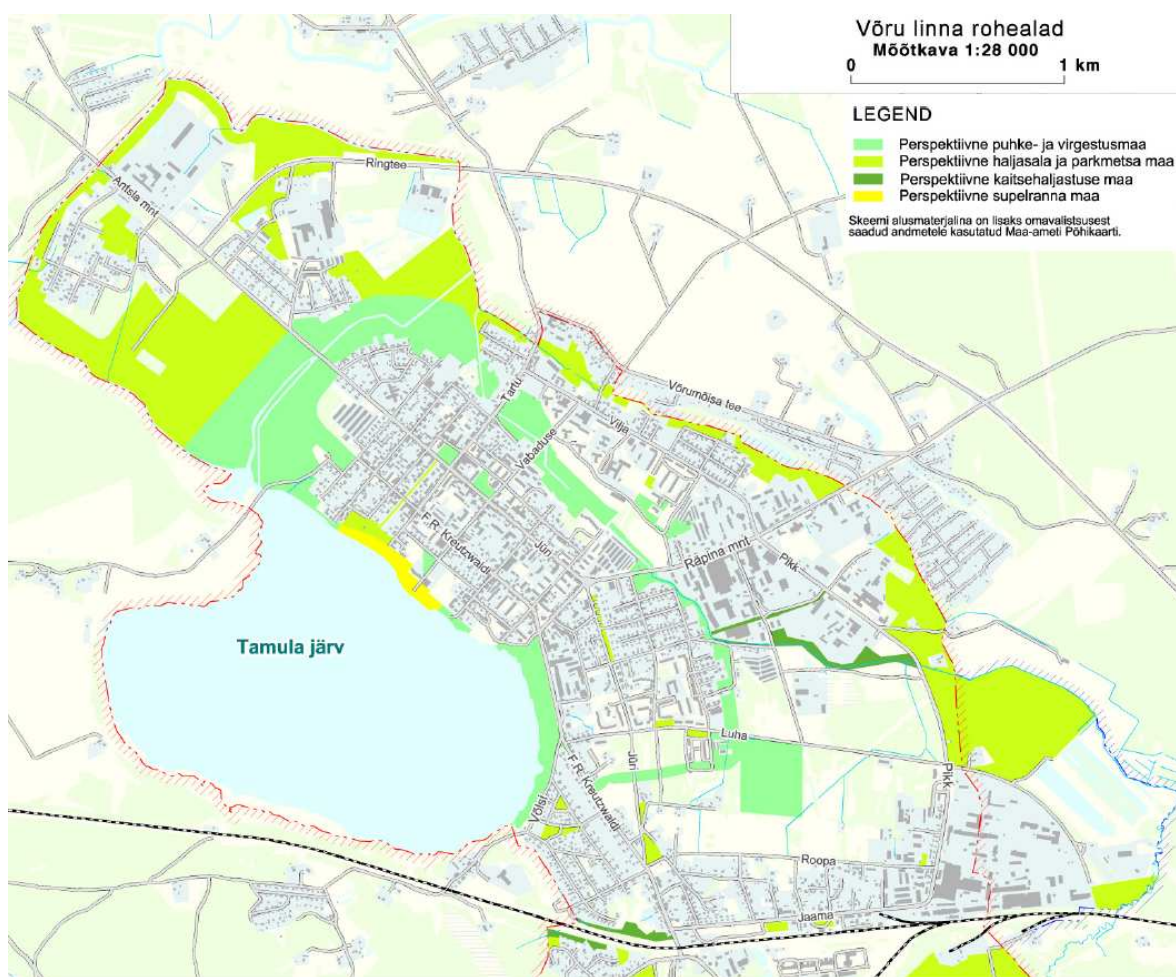 Võru linna rohealad
Mõõtkava 1:28 000
0 1 km
LEGEND
Perspektiivne puhke- ja virgestusmaa
Perspektiivne haljasala ja parkmetsa maa
Perspektiivne kaitsehaljastuse maa
Perspektiivne supelranna maa
Skeemi alusmaterjalina on lisaks omavalitsusest
saadud andmetele kasutatud Maa-ameti Põhikaarti.
Ringtee
Antsla mnt
Tartu
Võrumõisa tee
Vilja
Vabaduse
F.R. Kreutzwaldi
Jüri
Räpina mnt
Pikk
Tamula järv
Luha
Jüri
F.R. Kreutzwaldi
Pikk
Võlsi
Roopa
Jaama